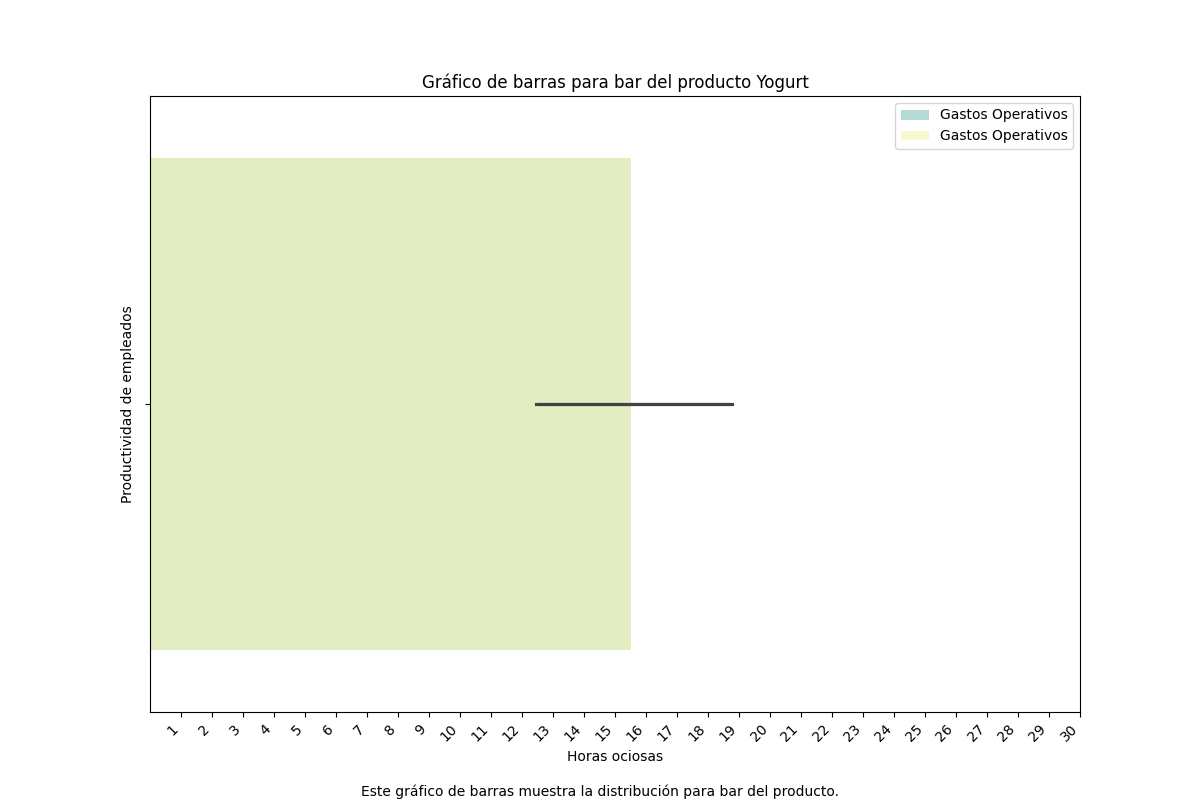 Gráfico de barras para bar del producto Yogurt
Gastos Operativos
Gastos Operativos
Productividad de empleados
1 2 3 4 5 6 7 8 9 10 11 12 13 14 15 16 17 18 19 20 21 22 23 24 25 26 27 28 29 30
Horas ociosas
Este gráfico de barras muestra la distribución para bar del producto.